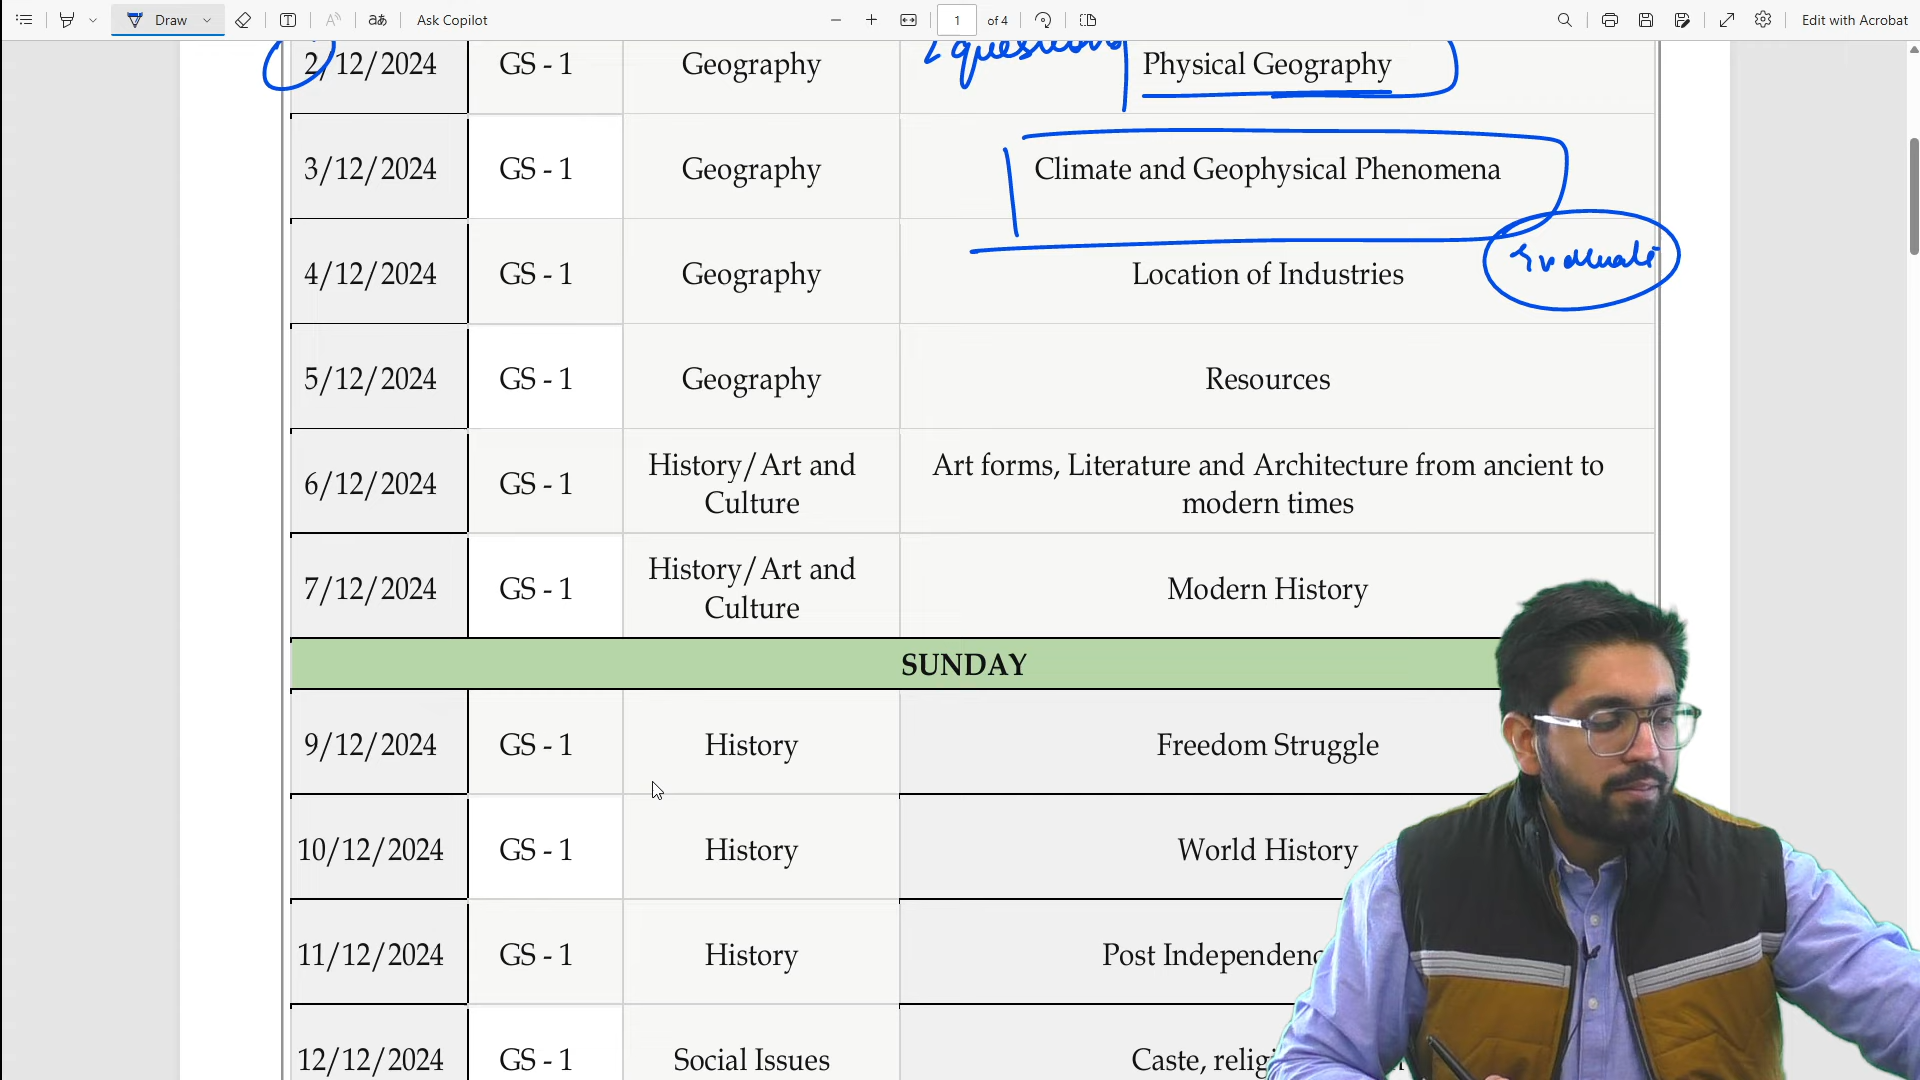 Draw
Ask Copilot
1 of 4
Edit with Acrobat
2/12/2024 GS - 1 Geography 2 questions Physical Geography
3/12/2024 GS - 1 Geography Climate and Geophysical Phenomena
4/12/2024 GS - 1 Geography Location of Industries Evaluate
5/12/2024 GS - 1 Geography Resources
6/12/2024 GS - 1 History/Art and Culture Art forms, Literature and Architecture from ancient to modern times
7/12/2024 GS - 1 History/Art and Culture Modern History
SUNDAY
9/12/2024 GS - 1 History Freedom Struggle
10/12/2024 GS - 1 History World History
11/12/2024 GS - 1 History Post
12/12/2024 GS - 1 Social Issues Caste,